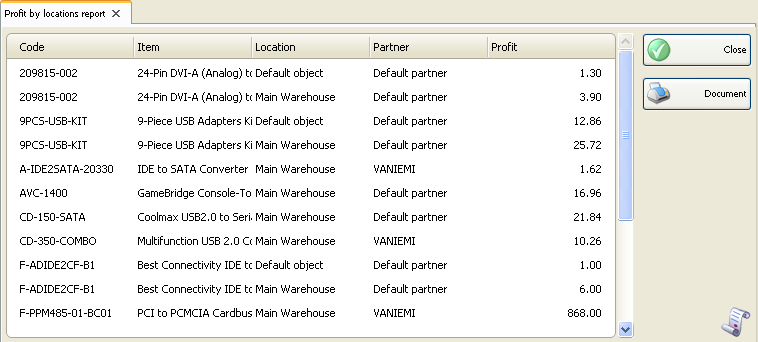 Profit by locations report
Code Item Location Partner Profit
209815-002 24-Pin DVI-A (Analog) to Default object Default partner 1.30
209815-002 24-Pin DVI-A (Analog) to Main Warehouse Default partner 3.90
9PCS-USB-KIT 9-Piece USB Adapters Ki Default object Default partner 12.86
9PCS-USB-KIT 9-Piece USB Adapters Ki Main Warehouse Default partner 25.72
A-IDE2SATA-20330 IDE to SATA Converter Main Warehouse VANIEMI 1.62
AVC-1400 GameBridge Console-To Main Warehouse Default partner 16.96
CD-150-SATA Coolmax USB2.0 to Seria Main Warehouse Default partner 21.84
CD-350-COMBO Multifunction USB 2.0 Co Main Warehouse VANIEMI 10.26
F-ADIDE2CF-B1 Best Connectivity IDE to Default object Default partner 1.00
F-ADIDE2CF-B1 Best Connectivity IDE to Main Warehouse Default partner 6.00
F-PPM485-01-BC01 PCI to PCMCIA Cardbus Main Warehouse VANIEMI 868.00
Close
Document